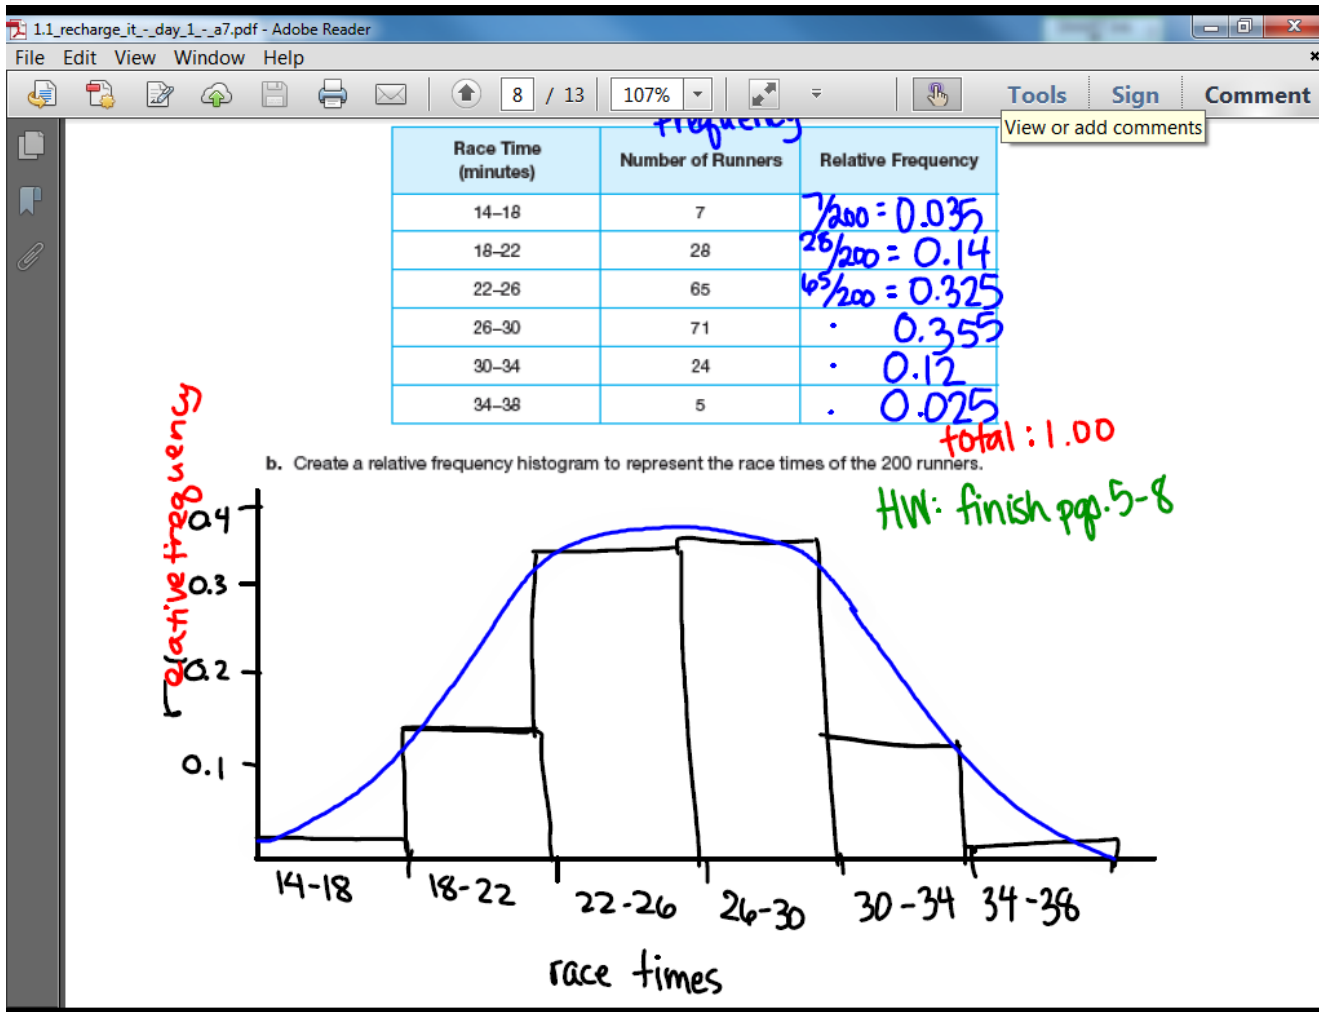 1.1_recharge_it_-_day_1_-_a7.pdf - Adobe Reader
File Edit View Window Help
8 / 13 107% Tools Sign Comment
View or add comments
frequency
Race Time (minutes) Number of Runners Relative Frequency
14–18 7 7/200 = 0.035
18–22 28 28/200 = 0.14
22–26 65 65/200 = 0.325
26–30 71 . 0.355
30–34 24 . 0.12
34–38 5 . 0.025
total: 1.00
b. Create a relative frequency histogram to represent the race times of the 200 runners.
HW: finish pgp. 5-8
relative frequency
0.4
0.3
0.2
0.1
14-18 18-22 22-26 26-30 30-34 34-38
race times